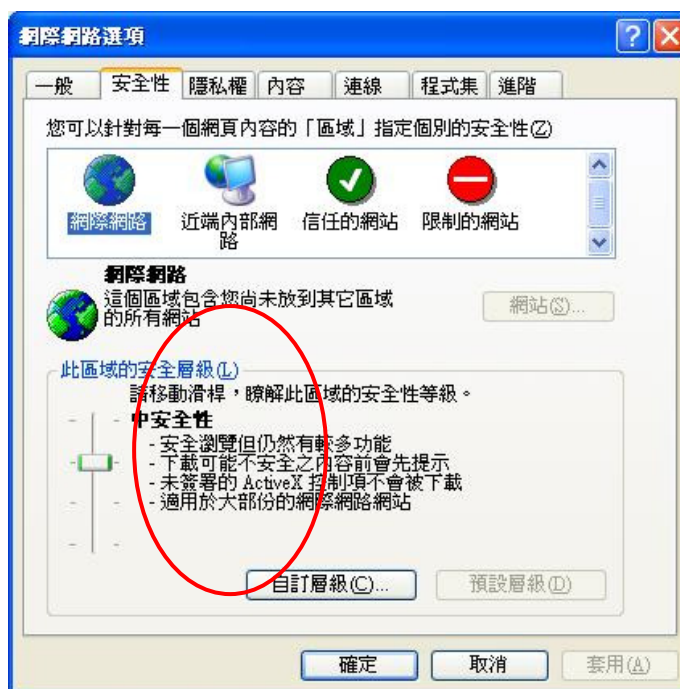 網際網路選項
一般 安全性 隱私權 內容 連線 程式集 進階
您可以針對每一個網頁內容的「區域」指定個別的安全性(Z)
網際網路 近端內部網路 信任的網站 限制的網站
網際網路
這個區域包含您尚未放到其它區域
的所有網站
網站(S)...
此區域的安全層級(L)
請移動滑桿，瞭解此區域的安全性等級。
中安全性
- 安全瀏覽但仍然有較多功能
- 下載可能不安全之內容前會先提示
- 未簽署的 ActiveX 控制項不會被下載
- 適用於大部份的網際網路網站
自訂層級(C)... 預設層級(D)
確定 取消 套用(A)